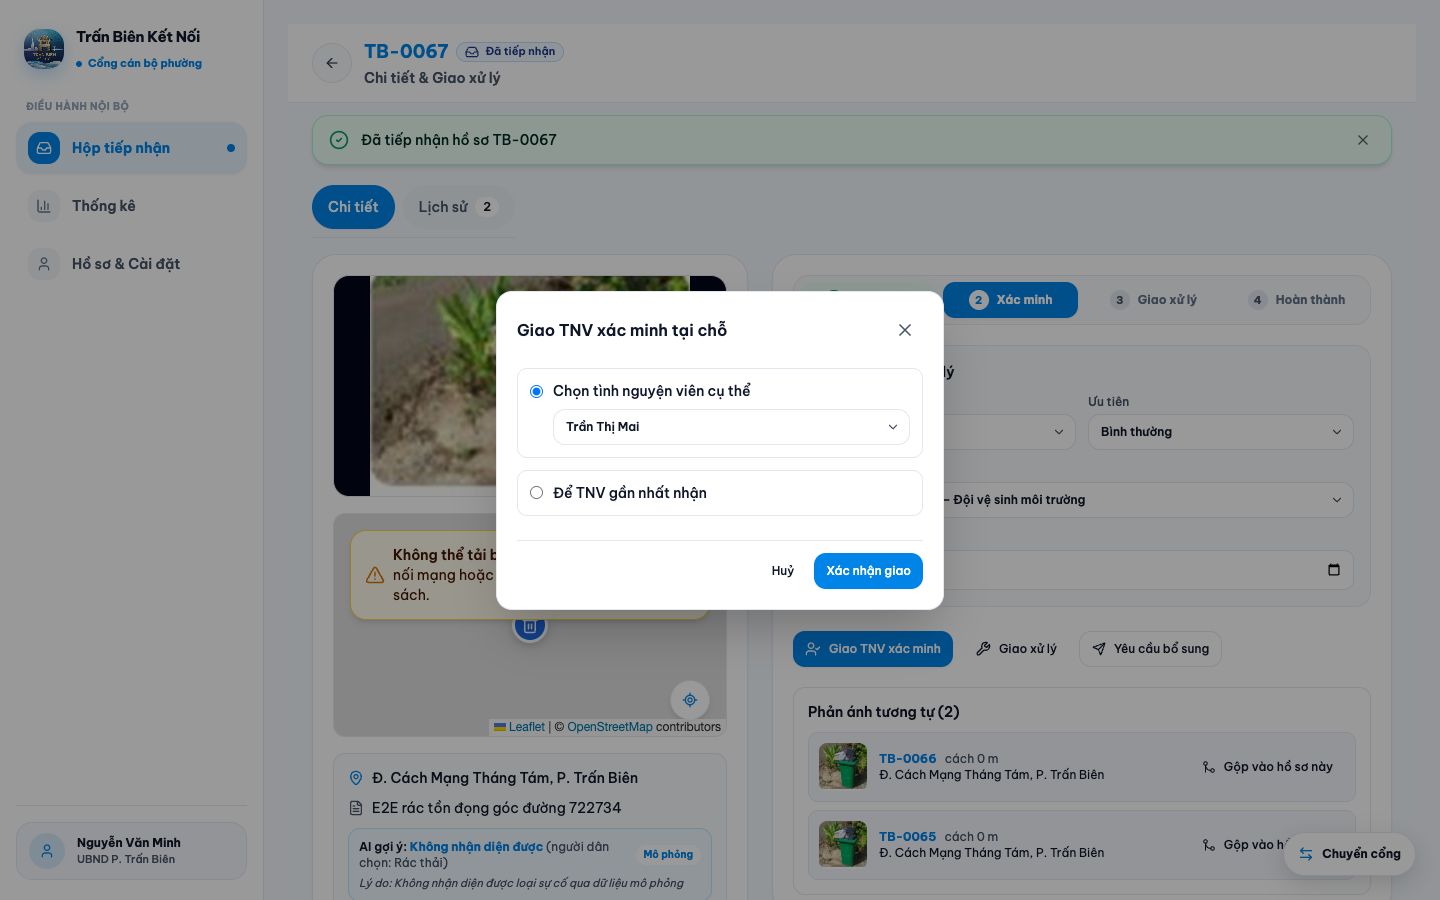 Trấn Biên Kết Nối
Cổng cán bộ phường
ĐIỀU HÀNH NỘI BỘ
Hộp tiếp nhận
Thống kê
Hồ sơ & Cài đặt
Nguyễn Văn Minh
UBND P. Trấn Biên
TB-0067
Đã tiếp nhận
Chi tiết & Giao xử lý
Đã tiếp nhận hồ sơ TB-0067
Chi tiết
Lịch sử 2
2 Xác minh
3 Giao xử lý
4 Hoàn thành
Giao TNV xác minh tại chỗ
Chọn tình nguyện viên cụ thể
Trần Thị Mai
Để TNV gần nhất nhận
Huỷ
Xác nhận giao
lý
Ưu tiên
Bình thường
– Đội vệ sinh môi trường
Không thể tải
nối mạng hoặc
sách.
Leaflet | © OpenStreetMap contributors
Đ. Cách Mạng Tháng Tám, P. Trấn Biên
E2E rác tồn đọng góc đường 722734
AI gợi ý: Không nhận diện được (người dân
chọn: Rác thải)
Mô phỏng
Lý do: Không nhận diện được loại sự cố qua dữ liệu mô phỏng
Giao TNV xác minh
Giao xử lý
Yêu cầu bổ sung
Phản ánh tương tự (2)
TB-0066 cách 0 m
Đ. Cách Mạng Tháng Tám, P. Trấn Biên
Gộp vào hồ sơ này
TB-0065 cách 0 m
Đ. Cách Mạng Tháng Tám, P. Trấn Biên
Gộp vào
Chuyển cổng